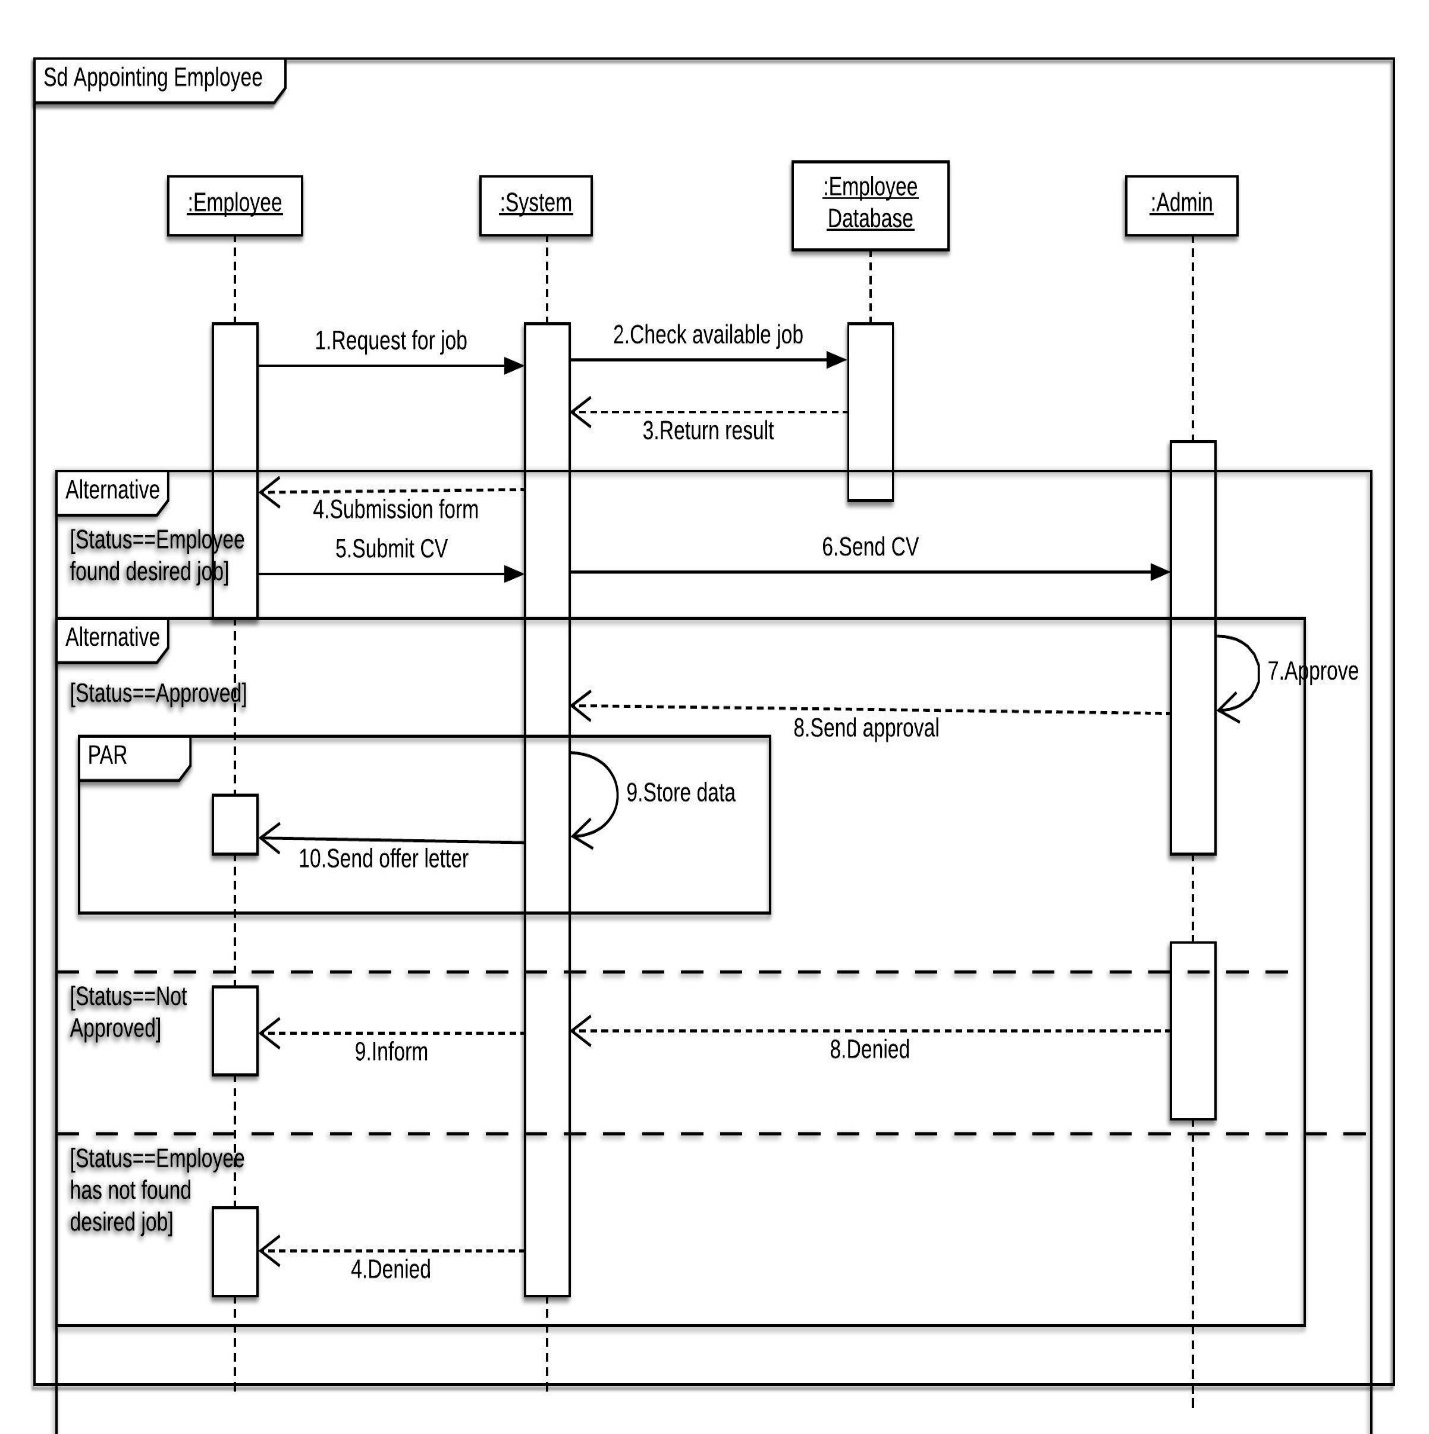 Sd Appointing Employee
:Employee
:System
:Employee
Database
:Admin
1.Request for job
2.Check available job
3.Return result
Alternative
4.Submission form
[Status==Employee
found desired job]
5.Submit CV
6.Send CV
Alternative
7.Approve
[Status==Approved]
8.Send approval
PAR
9.Store data
10.Send offer letter
[Status==Not
Approved]
9.Inform
8.Denied
[Status==Employee
has not found
desired job]
4.Denied